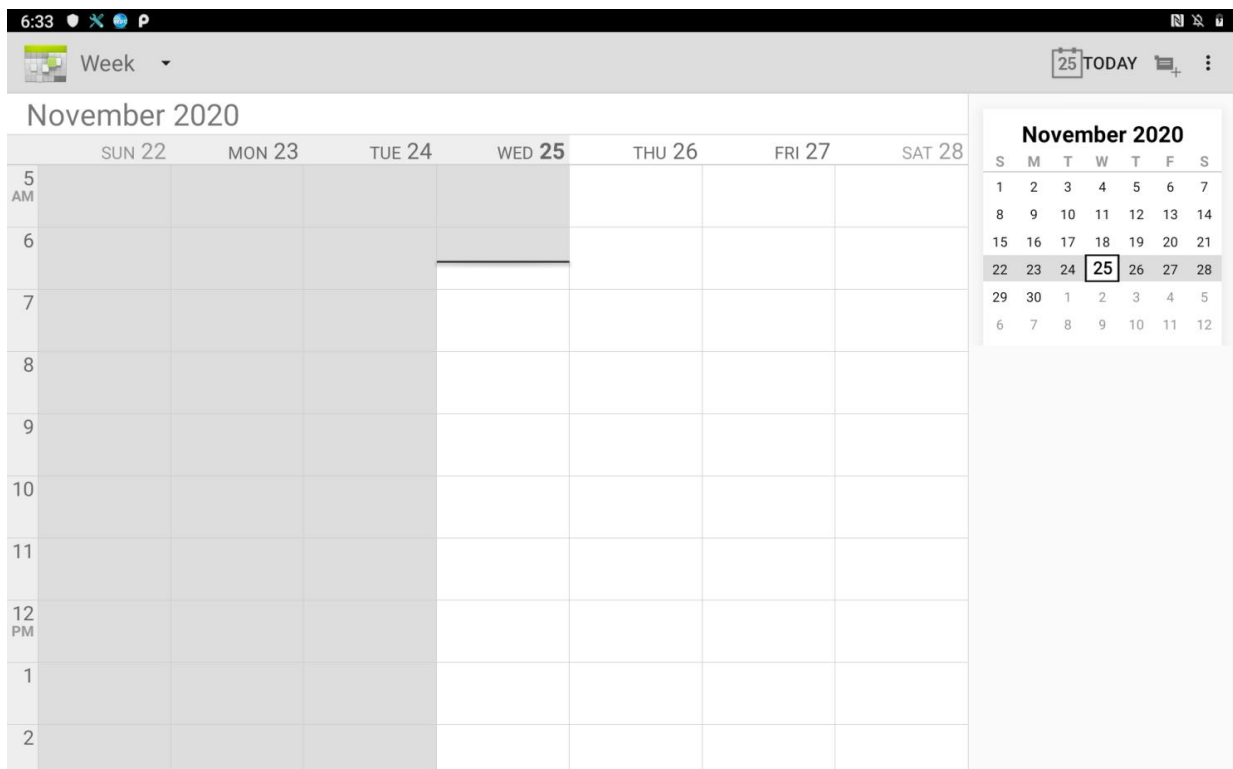 6:33
Week
25 TODAY
November 2020
SUN 22 MON 23 TUE 24 WED 25 THU 26 FRI 27 SAT 28
5
AM
6
7
8
9
10
11
12
PM
1
2
November 2020
S M T W T F S
1 2 3 4 5 6 7
8 9 10 11 12 13 14
15 16 17 18 19 20 21
22 23 24 25 26 27 28
29 30 1 2 3 4 5
6 7 8 9 10 11 12